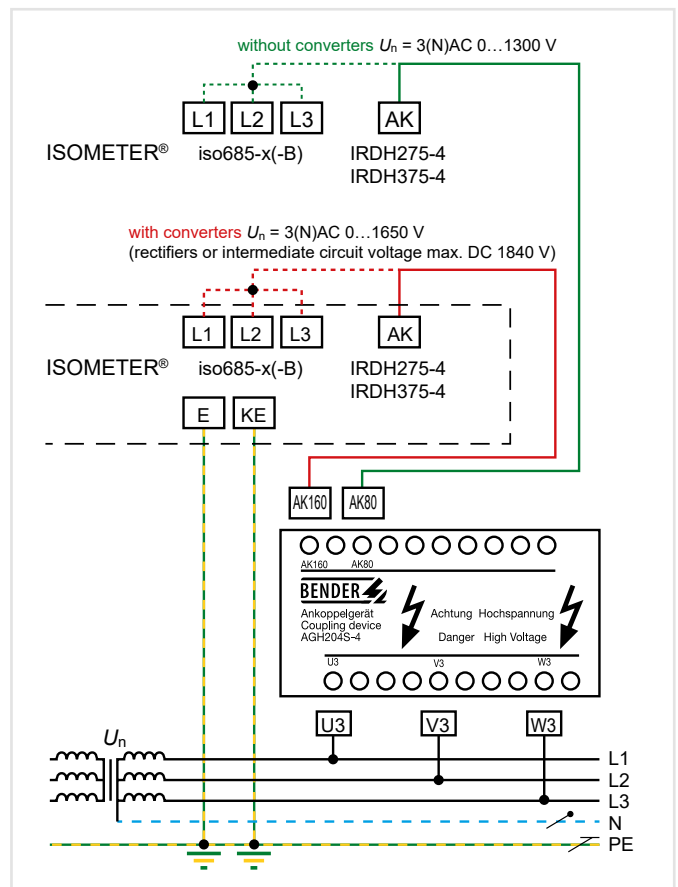 without converters Un = 3(N)AC 0…1300 V
L1 L2 L3 AK
ISOMETER® iso685-x(-B) IRDH275-4
IRDH375-4
with converters Un = 3(N)AC 0…1650 V
(rectifiers or intermediate circuit voltage max. DC 1840 V)
L1 L2 L3 AK
ISOMETER® iso685-x(-B) IRDH275-4
IRDH375-4
E KE
AK160 AK80
AK160 AK80
BENDER
Ankoppelgerät
Coupling device
AGH204S-4
Achtung Hochspannung
Danger High Voltage
U3 V3 W3
U3 V3 W3
Un
L1
L2
L3
N
PE